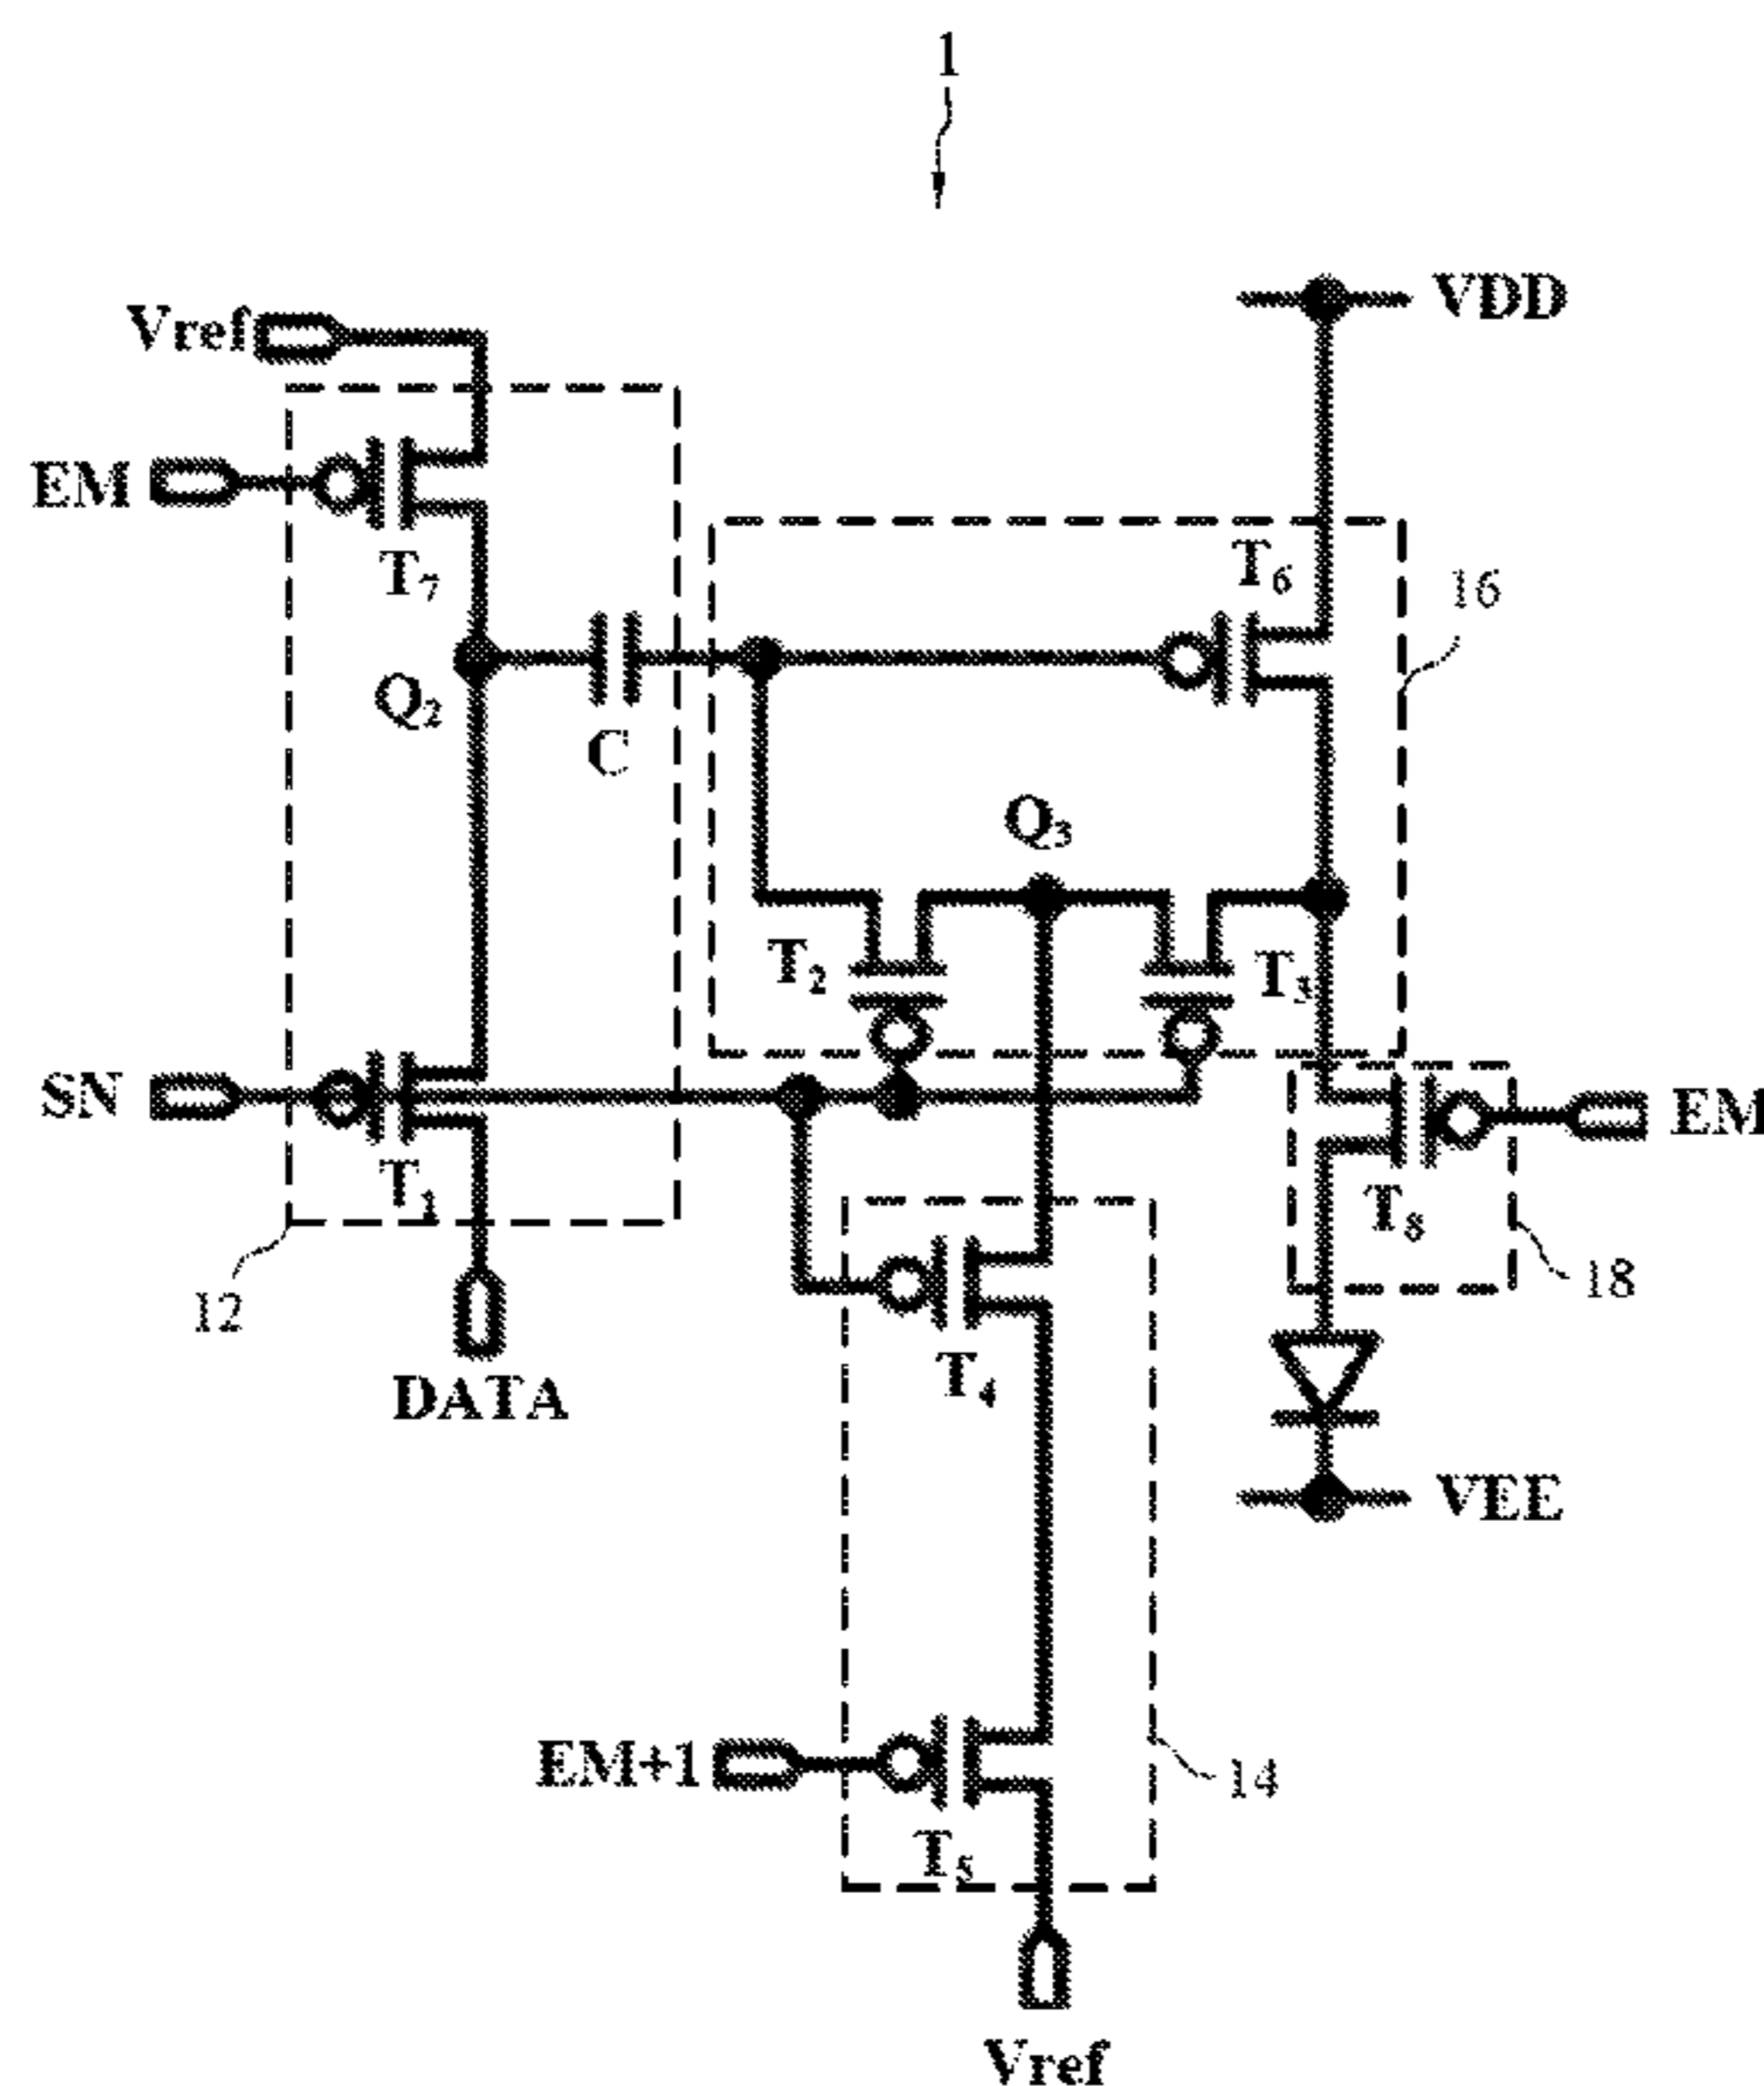 1
VDD
Vref
EM
T6
T7
16
Q2
C
Q3
T2
T3
SN
EM
T1
T8
18
12
T4
DATA
VEE
EM+1
14
T5
Vref